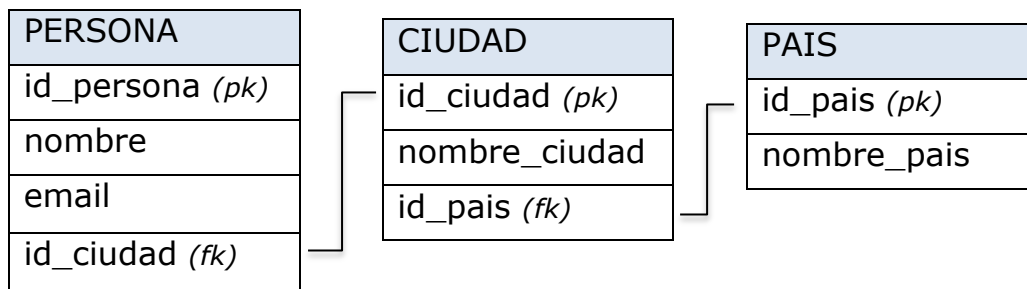 PERSONA
id_persona (pk)
nombre
email
id_ciudad (fk)
CIUDAD
id_ciudad (pk)
nombre_ciudad
id_pais (fk)
PAIS
id_pais (pk)
nombre_pais